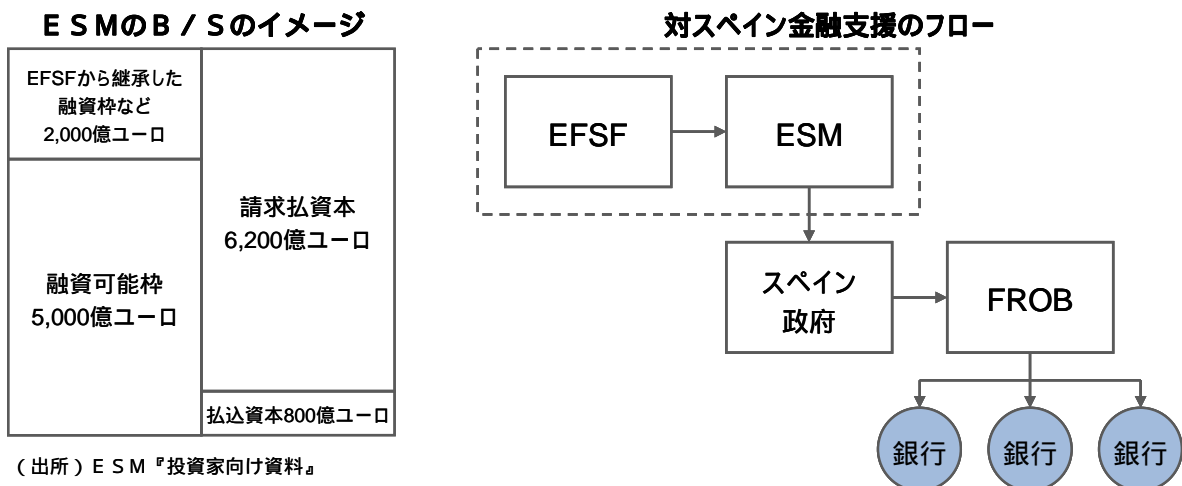 ＥＳＭのＢ／Ｓのイメージ
EFSFから継承した
融資枠など
2,000億ユーロ
融資可能枠
5,000億ユーロ
請求払資本
6,200億ユーロ
払込資本800億ユーロ
（出所）ＥＳＭ『投資家向け資料』
対スペイン金融支援のフロー
EFSF
ESM
スペイン
政府
FROB
銀行
銀行
銀行